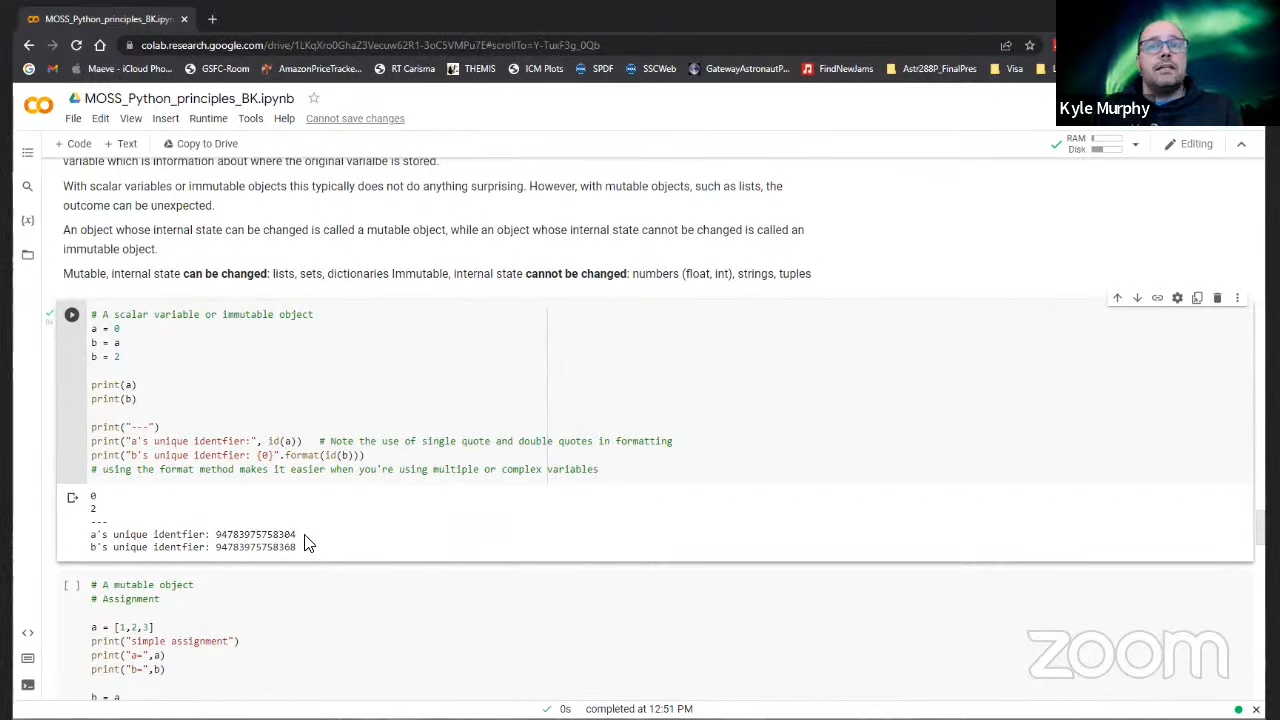 MOSS_Python_principles_BK.ipyn
colab.research.google.com/drive/1LKqXro0GhaZ3Vecuw62R1-3oC5VMPu7E#scrollTo=Y-TuxF3g_0Qb
Maeve - iCloud Pho... GSFC-Room AmazonPriceTracke... RT Carisma ICM Plots SPDF SSCWeb GatewayAstronautP... FindNewJams Astr288P_FinalPres Visa
Kyle Murphy
MOSS_Python_principles_BK.ipynb
File Edit View Insert Runtime Tools Help Cannot save changes
+ Code + Text Copy to Drive
RAM
Disk
Editing
variable which is information about where the original varialbe is stored.
With scalar variables or immutable objects this typically does not do anything surprising. However, with mutable objects, such as lists, the
outcome can be unexpected.
An object whose internal state can be changed is called a mutable object, while an object whose internal state cannot be changed is called an
immutable object.
Mutable, internal state can be changed: lists, sets, dictionaries Immutable, internal state cannot be changed: numbers (float, int), strings, tuples
# A scalar variable or immutable object
a = 0
b = a
b = 2
print(a)
print(b)
print("---")
print("a's unique identfier:", id(a)) # Note the use of single quote and double quotes in formatting
print("b's unique identfier: {0}".format(id(b)))
# using the format method makes it easier when you're using multiple or complex variables
0
2
---
a's unique identfier: 94783975758304
b's unique identfier: 94783975758368
[ ] # A mutable object
# Assignment
a = [1,2,3]
print("simple assignment")
print("a=",a)
print("b=",b)
b = a
zoom
0s completed at 12:51 PM